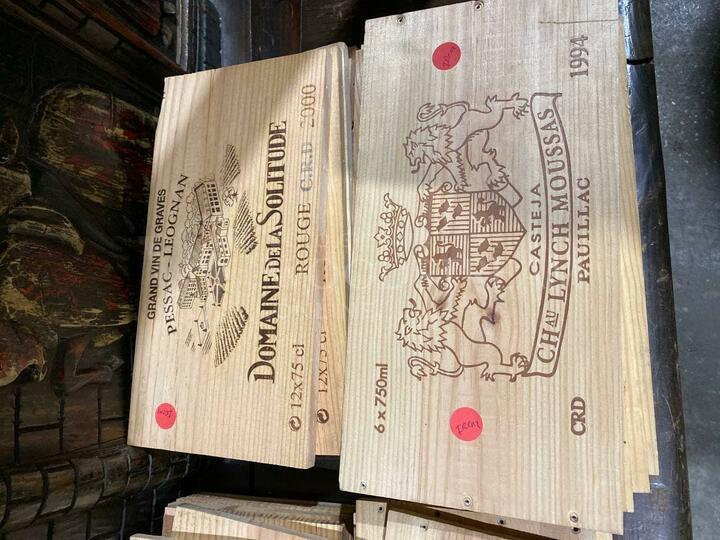 GRAND VIN DE GRAVES
PESSAC-LEOGNAN
DOMAINE DE LA SOLITUDE
ROUGE C.R.D 2000
12x75 cl
12x75 cl
6 x 750ml
CASTEJA
CHAU LYNCH MOUSSAS
PAUILLAC
1994
CRD